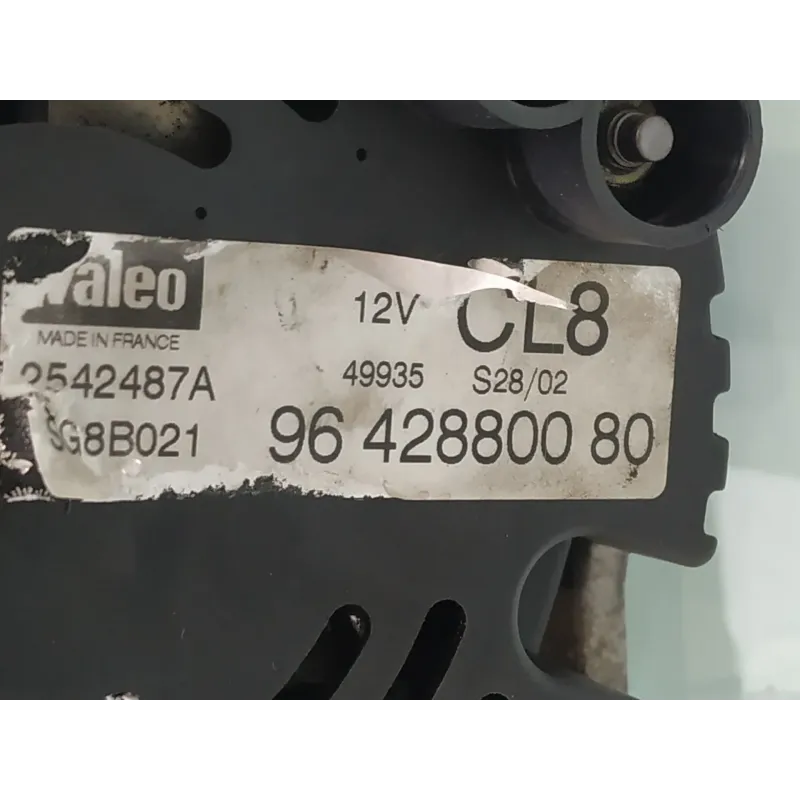 Valeo
12V CL8
MADE IN FRANCE
2542487A 49935 S28/02
SG8B021 96 428800 80